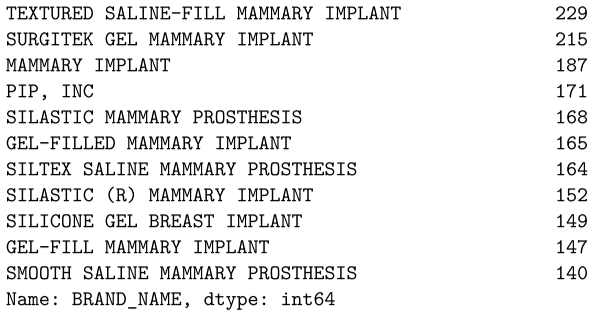 TEXTURED SALINE-FILL MAMMARY IMPLANT 229
SURGITEK GEL MAMMARY IMPLANT 215
MAMMARY IMPLANT 187
PIP, INC 171
SILASTIC MAMMARY PROSTHESIS 168
GEL-FILLED MAMMARY IMPLANT 165
SILTEX SALINE MAMMARY PROSTHESIS 164
SILASTIC (R) MAMMARY IMPLANT 152
SILICONE GEL BREAST IMPLANT 149
GEL-FILL MAMMARY IMPLANT 147
SMOOTH SALINE MAMMARY PROSTHESIS 140
Name: BRAND_NAME, dtype: int64